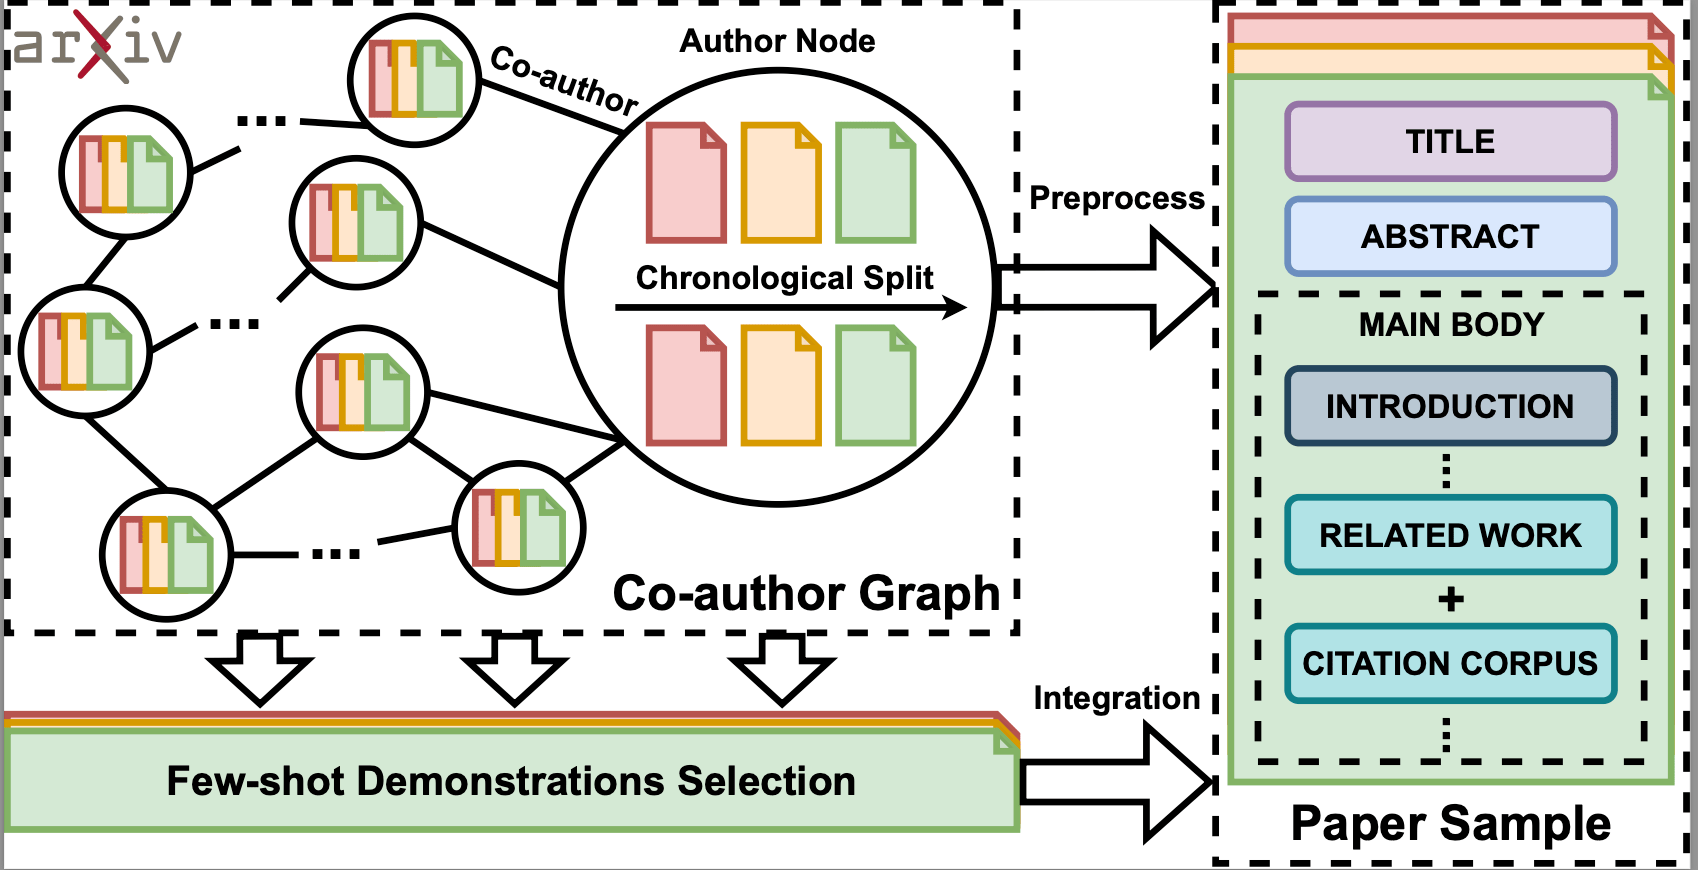 arXiv
Co-author
Author Node
Chronological Split
Co-author Graph
Preprocess
Few-shot Demonstrations Selection
Integration
TITLE
ABSTRACT
MAIN BODY
INTRODUCTION
RELATED WORK
+
CITATION CORPUS
Paper Sample